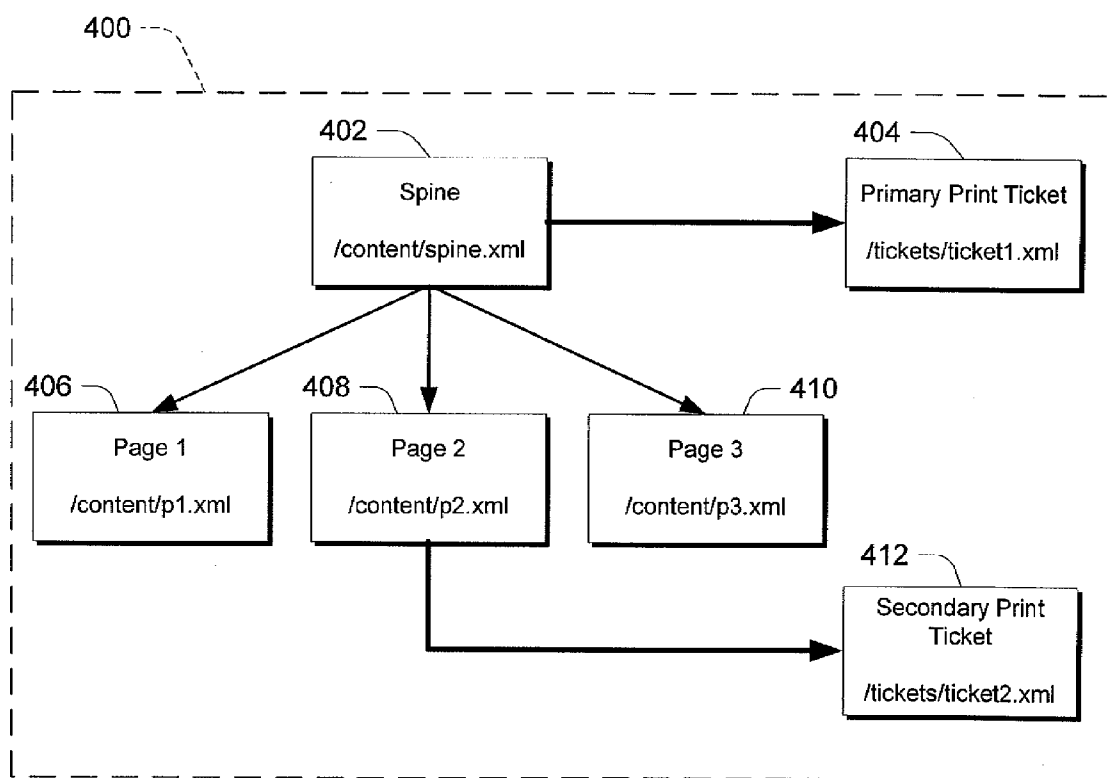 400
402
404
Spine
/content/spine.xml
Primary Print Ticket
/tickets/ticket1.xml
406
408
410
Page 1
/content/p1.xml
Page 2
/content/p2.xml
Page 3
/content/p3.xml
412
Secondary Print
Ticket
/tickets/ticket2.xml